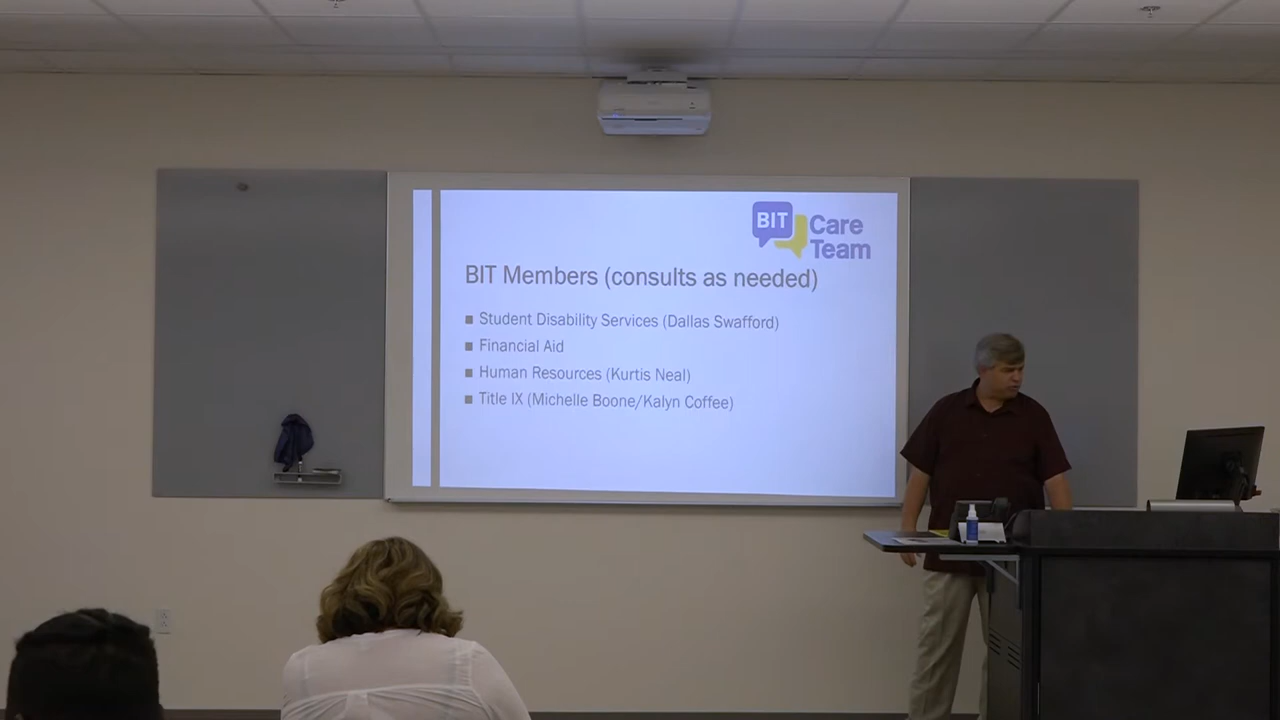 BIT
Care
Team
BIT Members (consults as needed)
Student Disability Services (Dallas Swafford)
Financial Aid
Human Resources (Kurtis Neal)
Title IX (Michelle Boone/Kalyn Coffee)